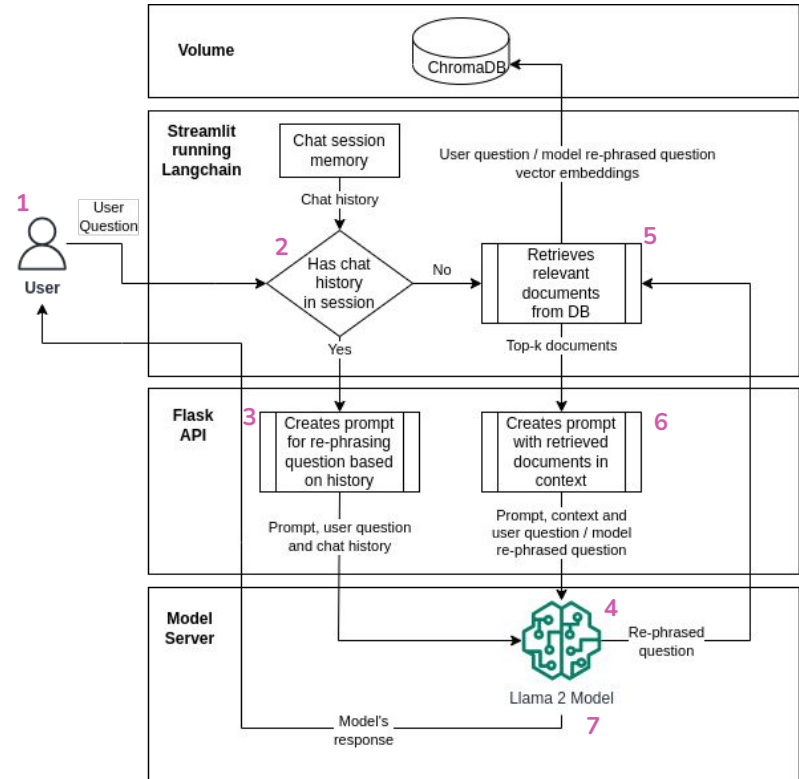 Volume
ChromaDB
Streamlit
running
Langchain
Chat session
memory
User question / model re-phrased question
vector embeddings
Chat history
1
User
Question
User
2
Has chat
history
in session
No
5
Retrieves
relevant
documents
from DB
Yes
Top-k documents
Flask
API
3
Creates prompt
for re-phrasing
question based
on history
6
Creates prompt
with retrieved
documents in
context
Prompt, user question
and chat history
Prompt, context and
user question / model
re-phrased question
Model
Server
4
Re-phrased
question
Llama 2 Model
7
Model's
response